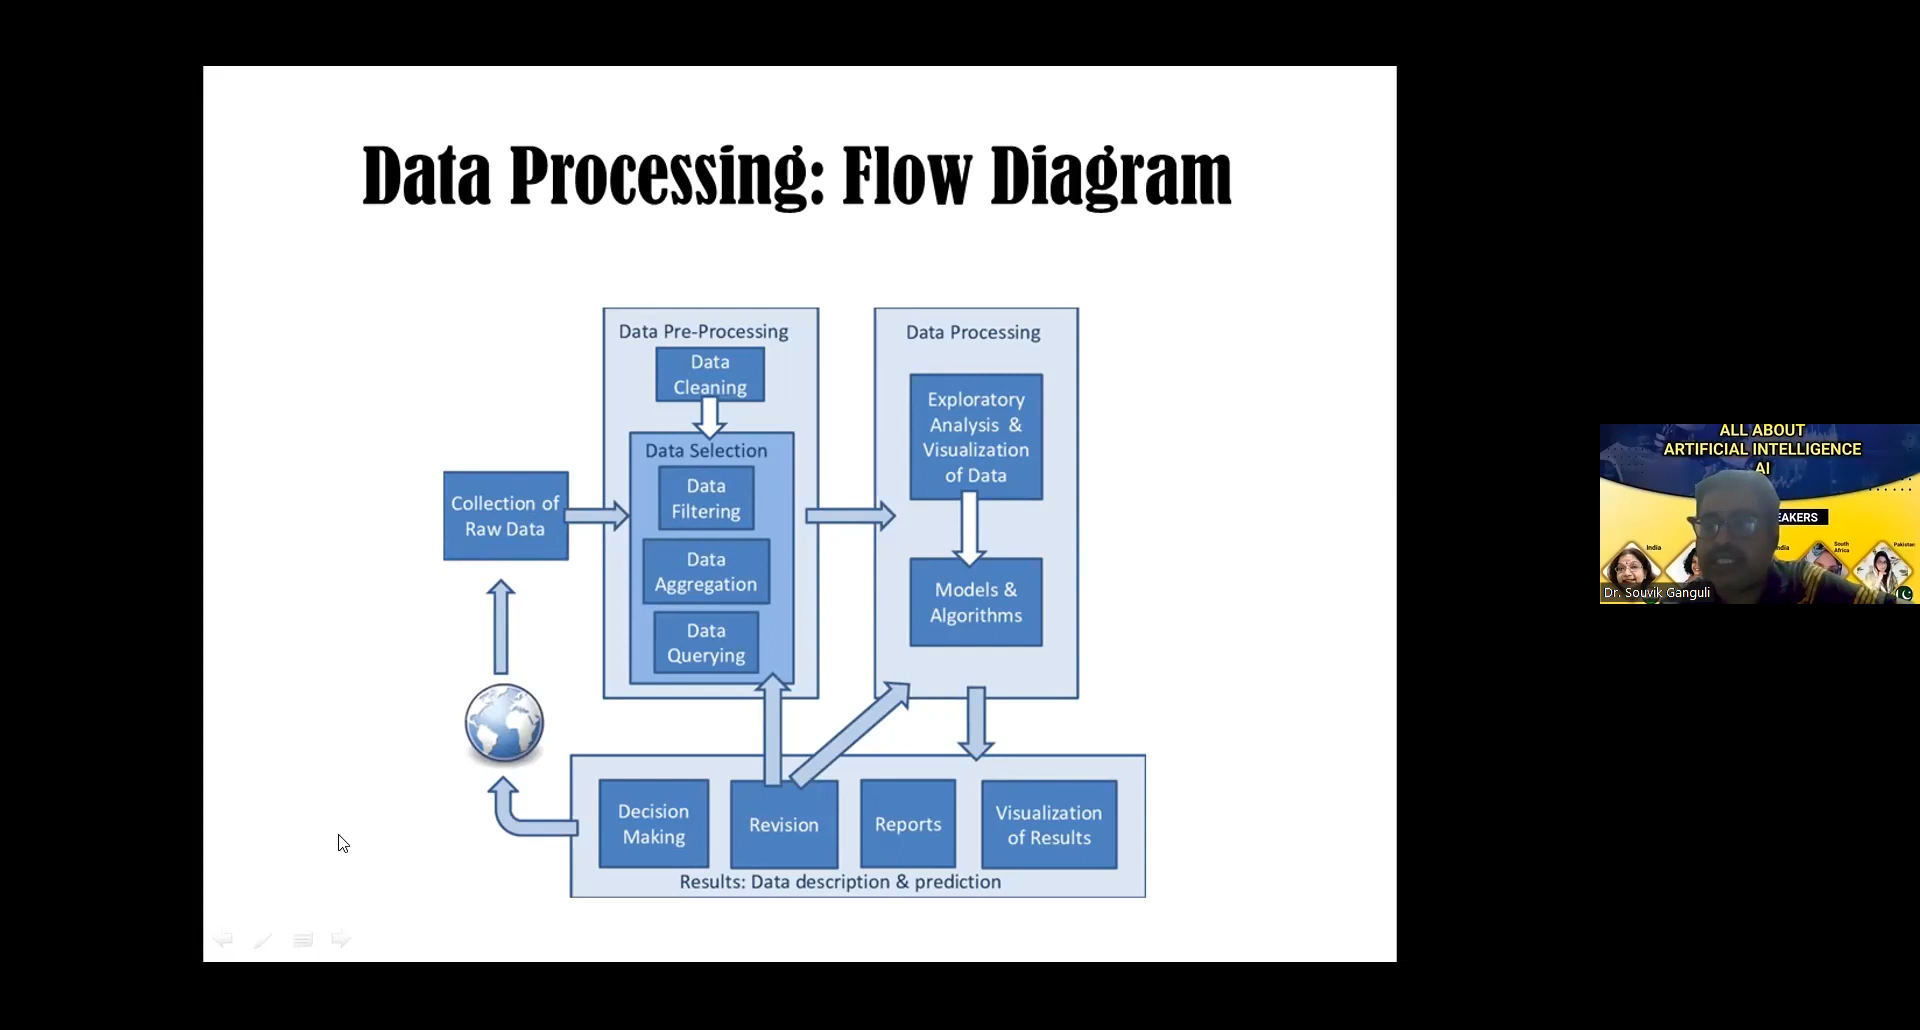 Data Processing: Flow Diagram
Data Pre-Processing
Data
Cleaning
Data Selection
Data
Filtering
Data
Aggregation
Data
Querying
Collection of
Raw Data
Data Processing
Exploratory
Analysis &
Visualization
of Data
Models &
Algorithms
Decision
Making
Revision
Reports
Visualization
of Results
Results: Data description & prediction
ALL ABOUT
ARTIFICIAL INTELLIGENCE
AI
EAKERS
India
ndia
South
Africa
Pakistan
Dr. Souvik Ganguli